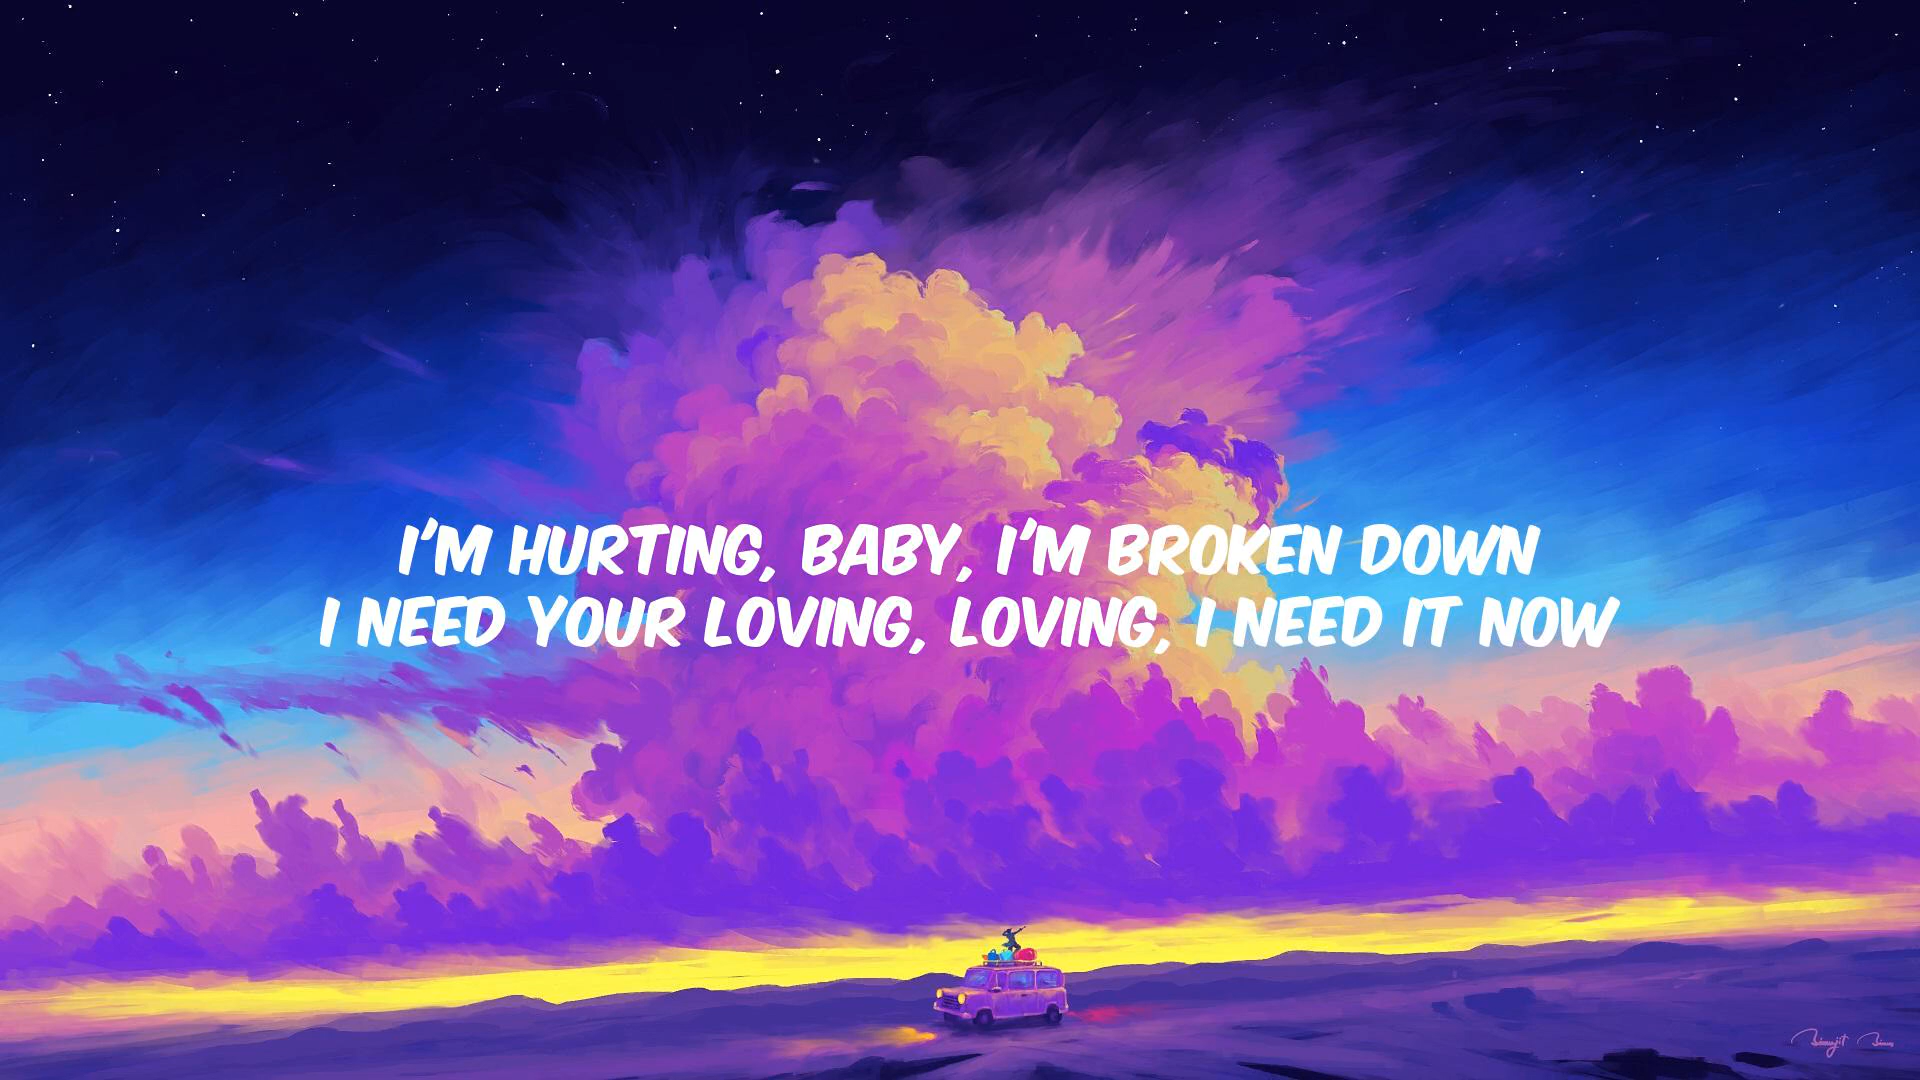 I'M HURTING, BABY, I'M BROKEN DOWN
I NEED YOUR LOVING, LOVING, I NEED IT NOW